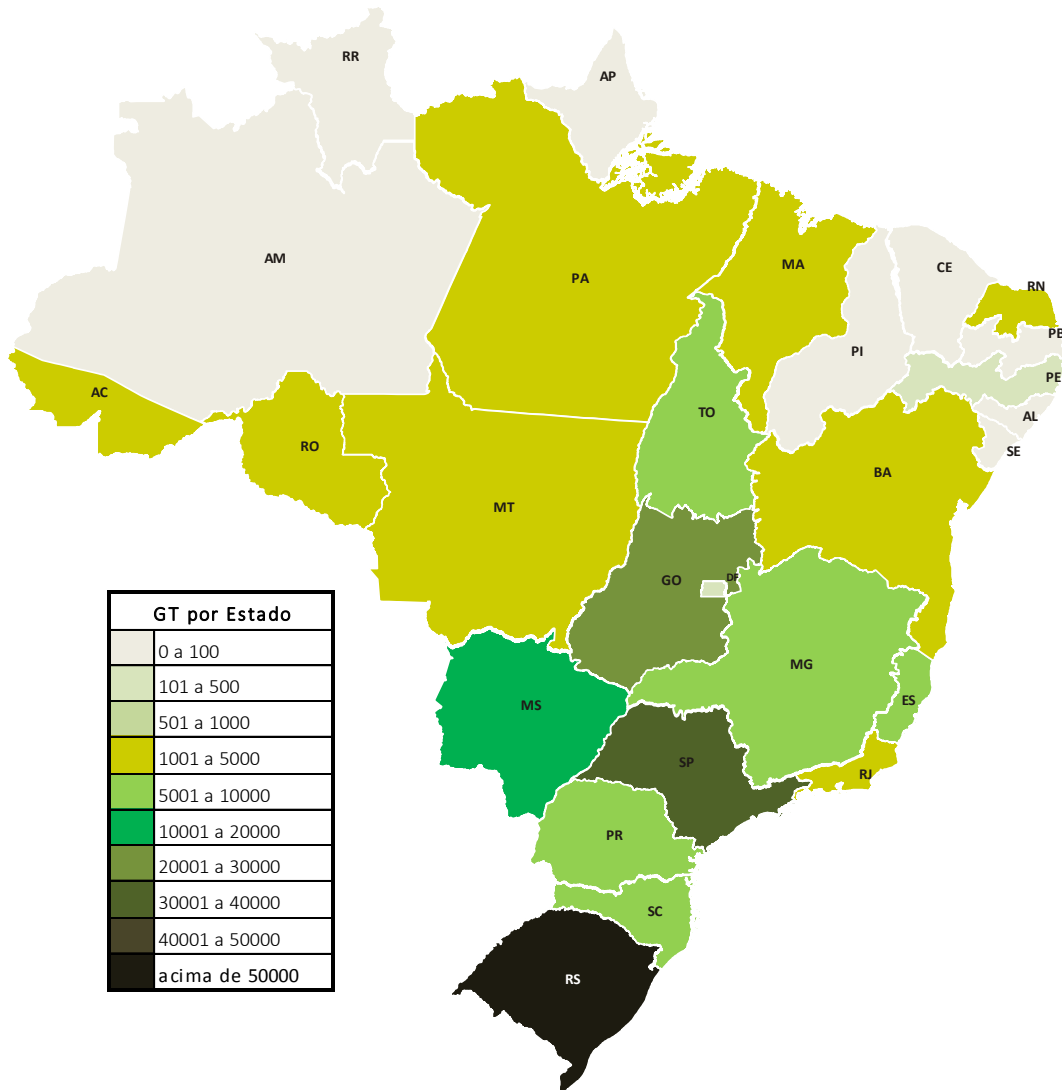 RR
AP
AM
PA
MA
CE
RN
PI
PB
PE
AC
TO
AL
RO
SE
BA
MT
GO
DF
MG
MS
ES
SP
RJ
PR
SC
RS
GT por Estado
0 a 100
101 a 500
501 a 1000
1001 a 5000
5001 a 10000
10001 a 20000
20001 a 30000
30001 a 40000
40001 a 50000
acima de 50000